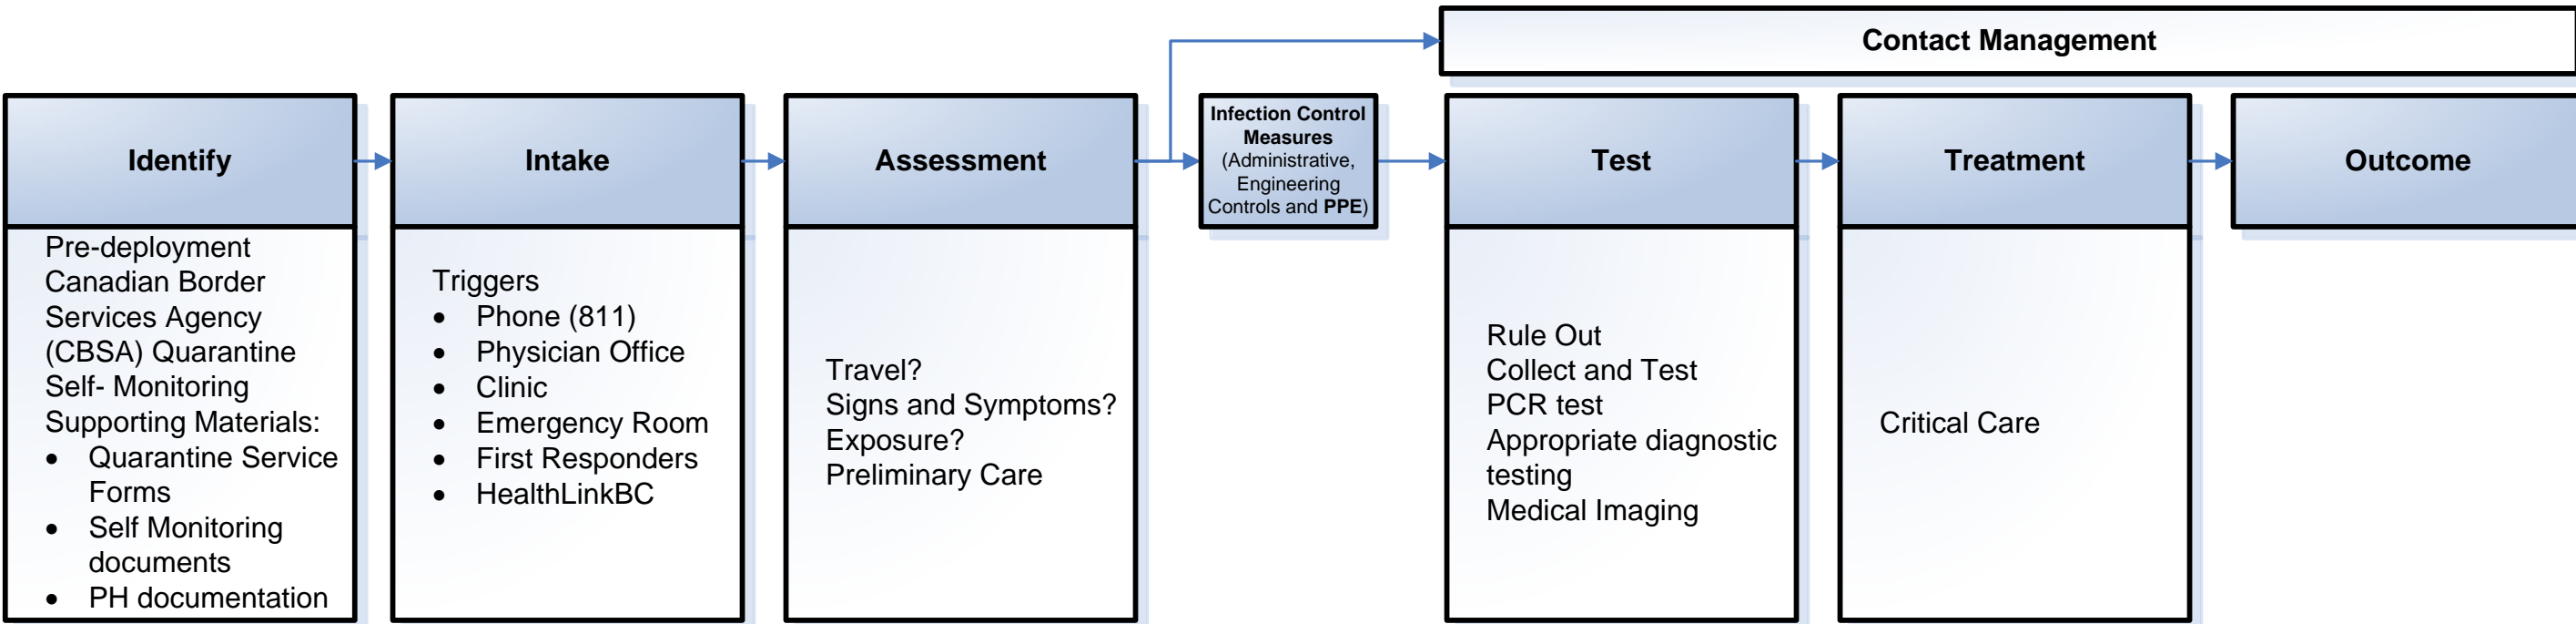 Contact Management
Identify
Pre-deployment
Canadian Border
Services Agency
(CBSA) Quarantine
Self- Monitoring
Supporting Materials:
• Quarantine Service
Forms
• Self Monitoring
documents
• PH documentation
Intake
Triggers
• Phone (811)
• Physician Office
• Clinic
• Emergency Room
• First Responders
• HealthLinkBC
Assessment
Travel?
Signs and Symptoms?
Exposure?
Preliminary Care
Infection Control
Measures
(Administrative,
Engineering
Controls and PPE)
Test
Rule Out
Collect and Test
PCR test
Appropriate diagnostic
testing
Medical Imaging
Treatment
Critical Care
Outcome